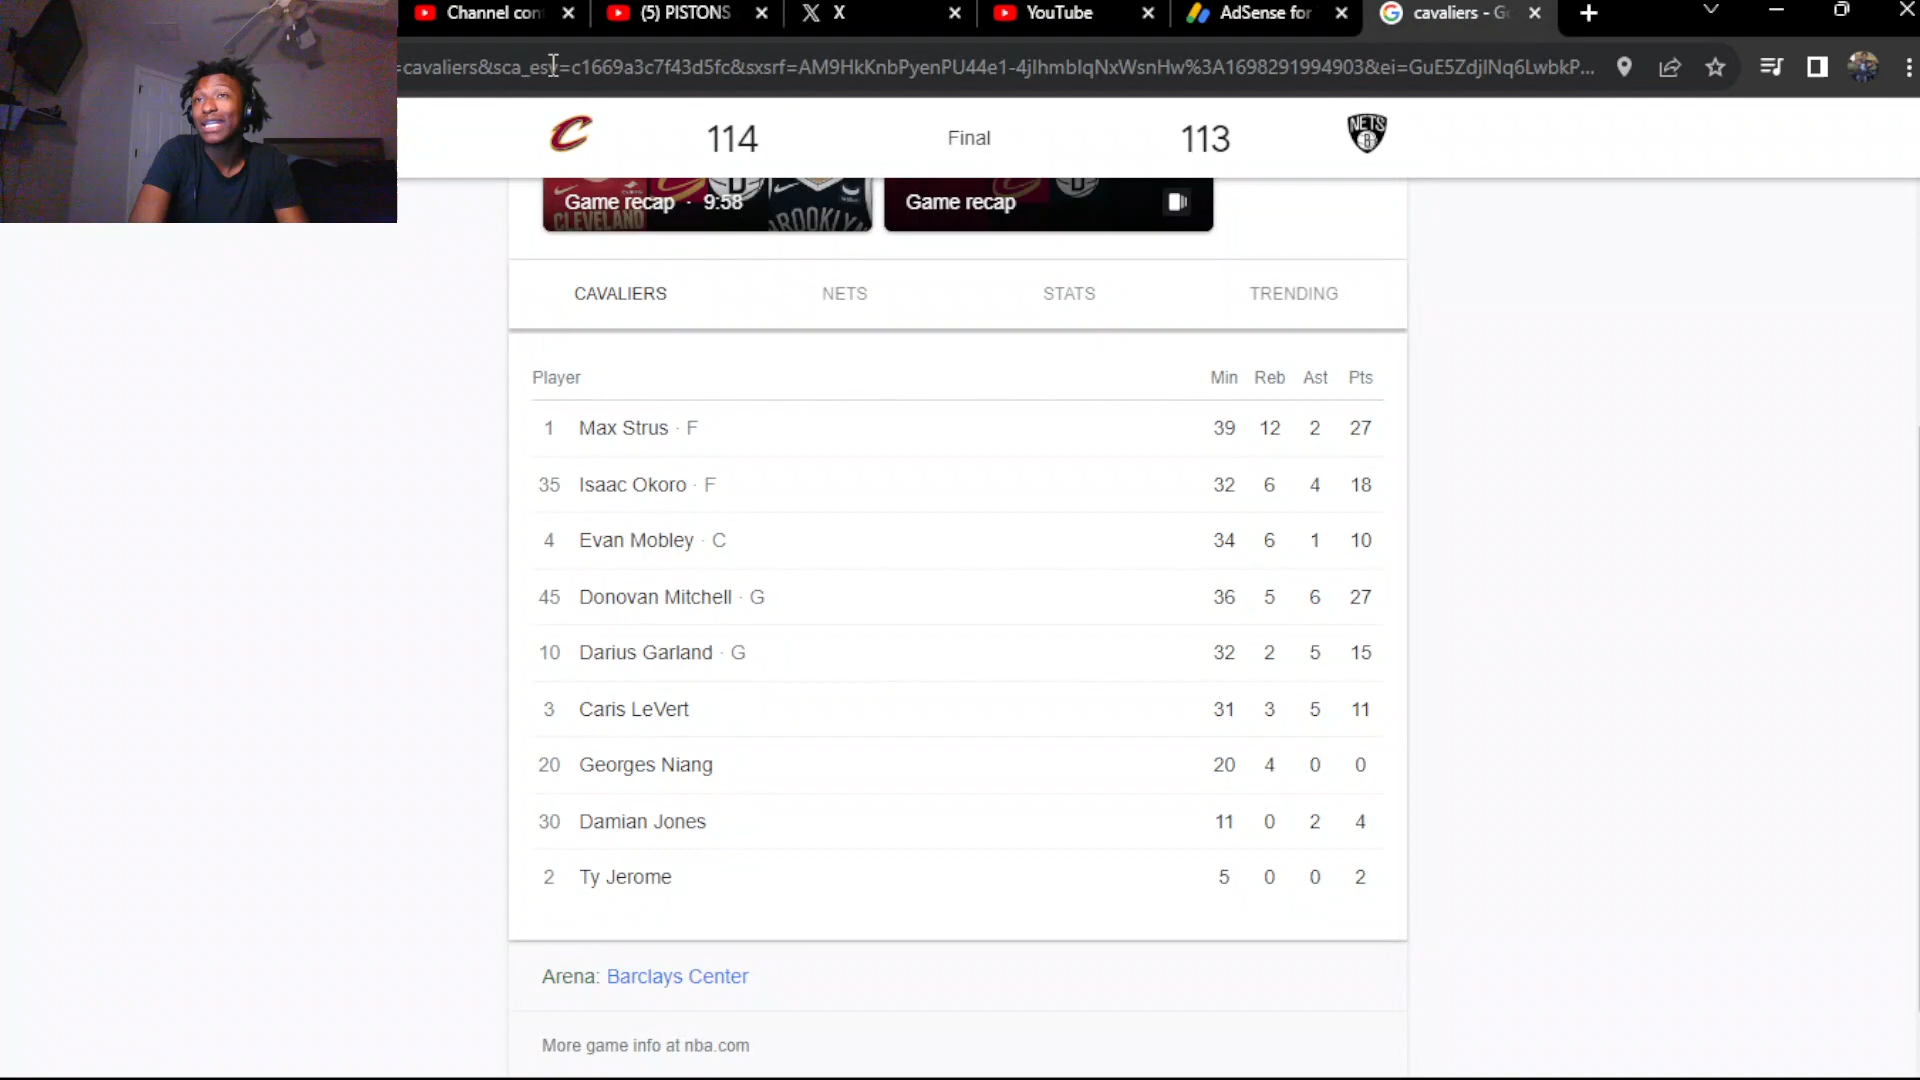 Channel con
(5) PISTONS
X
YouTube
AdSense for
cavaliers - G
=cavaliers&sca_esv=c1669a3c7f43d5fc&sxsrf=AM9HkKnbPyenPU44e1-4jIhmbIqNxWsnHw%3A1698291994903&ei=GuE5ZdjINq6LwbkP...
114 Final 113 NETS B
Game recap · 9:58
CLEVELAND BROOKLYN
Game recap
CAVALIERS NETS STATS TRENDING
Player Min Reb Ast Pts
1 Max Strus · F 39 12 2 27
35 Isaac Okoro · F 32 6 4 18
4 Evan Mobley · C 34 6 1 10
45 Donovan Mitchell · G 36 5 6 27
10 Darius Garland · G 32 2 5 15
3 Caris LeVert 31 3 5 11
20 Georges Niang 20 4 0 0
30 Damian Jones 11 0 2 4
2 Ty Jerome 5 0 0 2
Arena: Barclays Center
More game info at nba.com